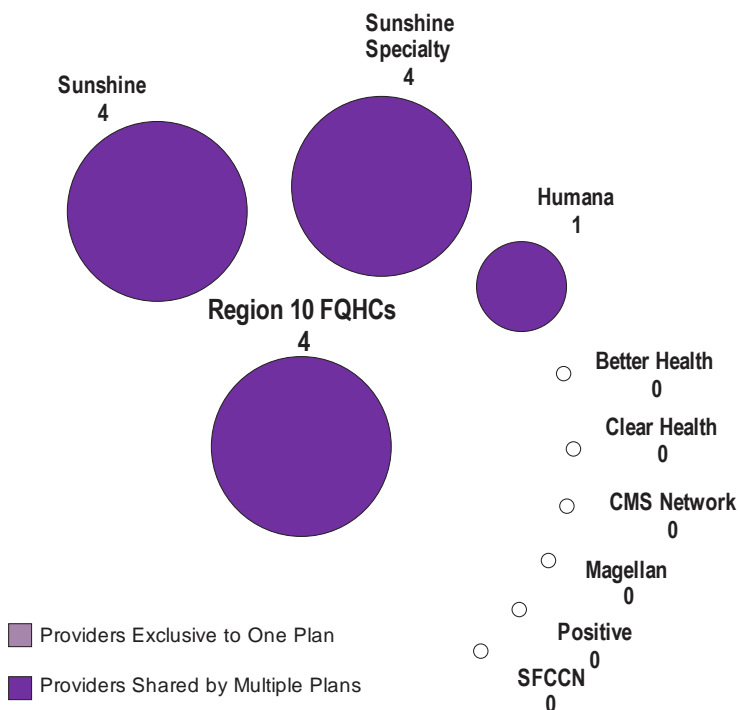 Sunshine
Specialty
4
Sunshine
4
Humana
1
Region 10 FQHCs
4
Better Health
0
Clear Health
0
CMS Network
0
Magellan
0
Positive
0
SFCCN
0
Providers Exclusive to One Plan
Providers Shared by Multiple Plans